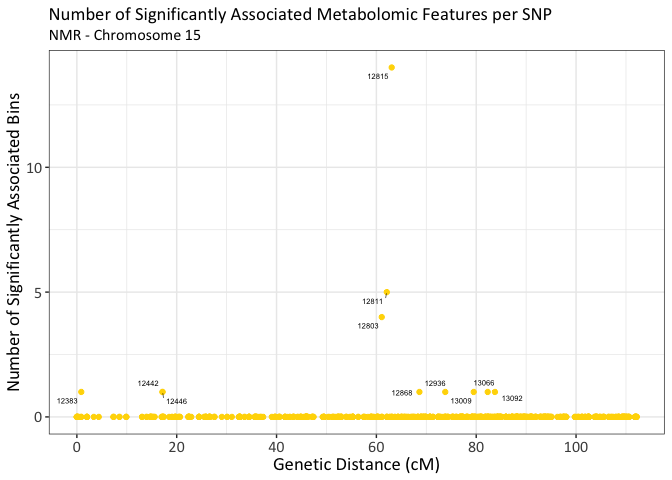 Number of Significantly Associated Metabolomic Features per SNP
NMR - Chromosome 15
Number of Significantly Associated Bins
12815
10
5
12811
12803
12442
12936
13066
12868
12383
12446
13009
13092
0
0 20 40 60 80 100
Genetic Distance (cM)